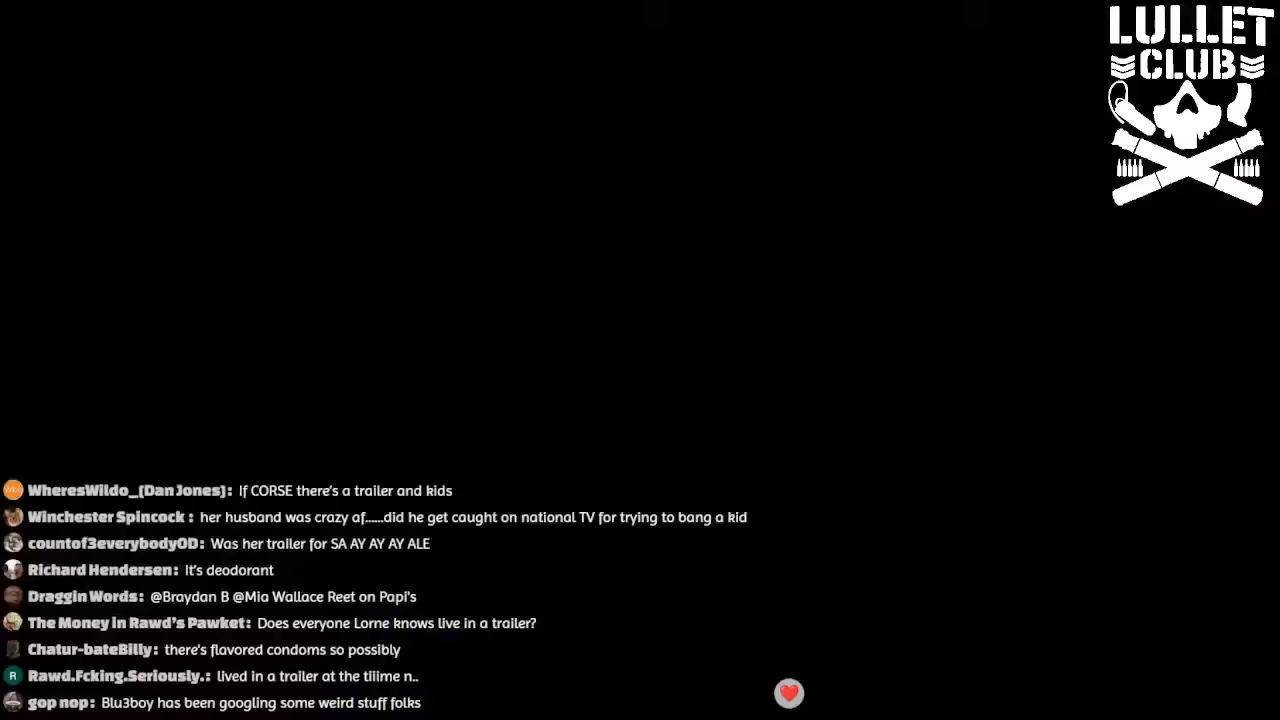 LULLET
CLUB
WheresWildo_(Dan Jones): If CORSE there's a trailer and kids
Winchester Spincock : her husband was crazy af......did he get caught on national TV for trying to bang a kid
countof3everybodyOD: Was her trailer for SA AY AY AY ALE
Richard Hendersen: It's deodorant
Draggin Words: @Braydan B @Mia Wallace Reet on Papi's
The Money in Rawd's Pawket: Does everyone Lorne knows live in a trailer?
Chatur-bateBilly: there's flavored condoms so possibly
R Rawd.Fcking.Seriously.: lived in a trailer at the tiiime n..
gop nop: Blu3boy has been googling some weird stuff folks